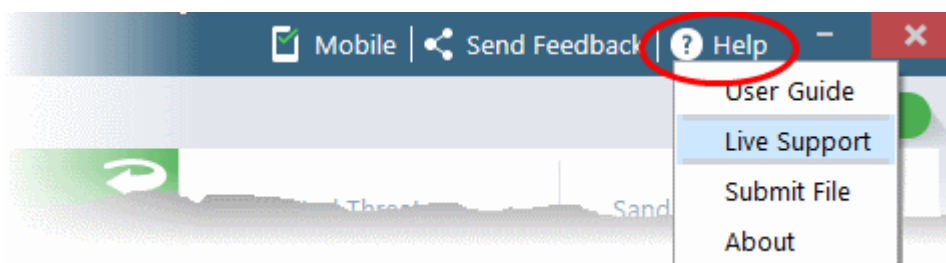 Mobile Send Feedback Help
User Guide
Live Support
Submit File
About